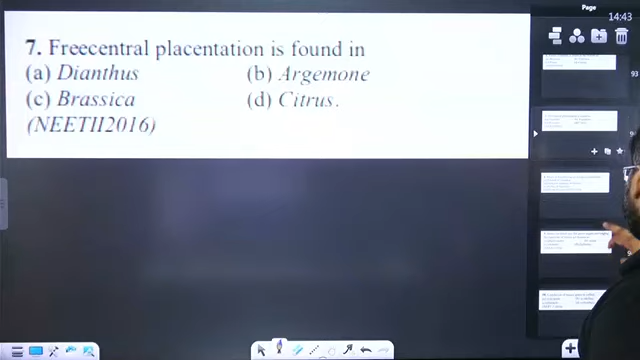 Page
14:43
7. Freecentral placentation is found in
(a) Dianthus (b) Argemone
(c) Brassica (d) Citrus.
(NEETII2016)
93